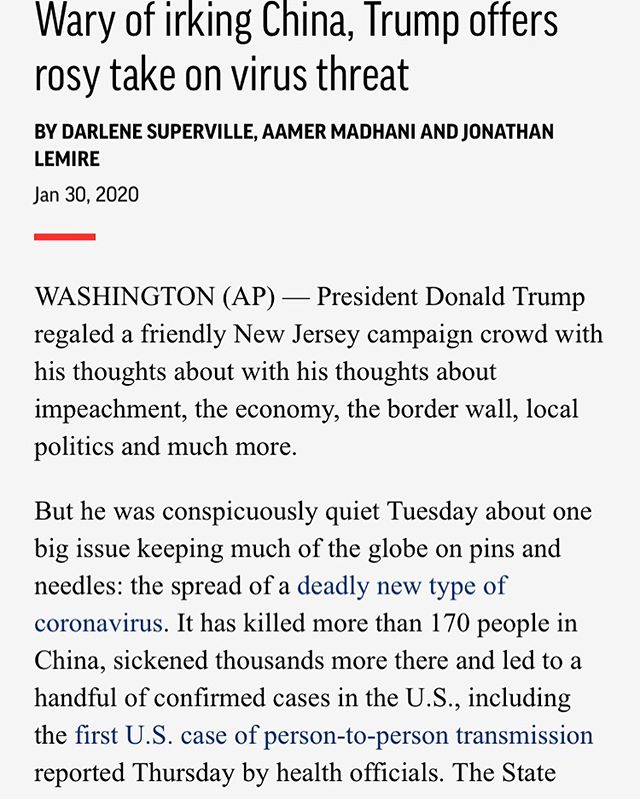 Wary of irking China, Trump offers
rosy take on virus threat
BY DARLENE SUPERVILLE, AAMER MADHANI AND JONATHAN
LEMIRE
Jan 30, 2020
WASHINGTON (AP) — President Donald Trump
regaled a friendly New Jersey campaign crowd with
his thoughts about with his thoughts about
impeachment, the economy, the border wall, local
politics and much more.
But he was conspicuously quiet Tuesday about one
big issue keeping much of the globe on pins and
needles: the spread of a deadly new type of
coronavirus. It has killed more than 170 people in
China, sickened thousands more there and led to a
handful of confirmed cases in the U.S., including
the first U.S. case of person-to-person transmission
reported Thursday by health officials. The State